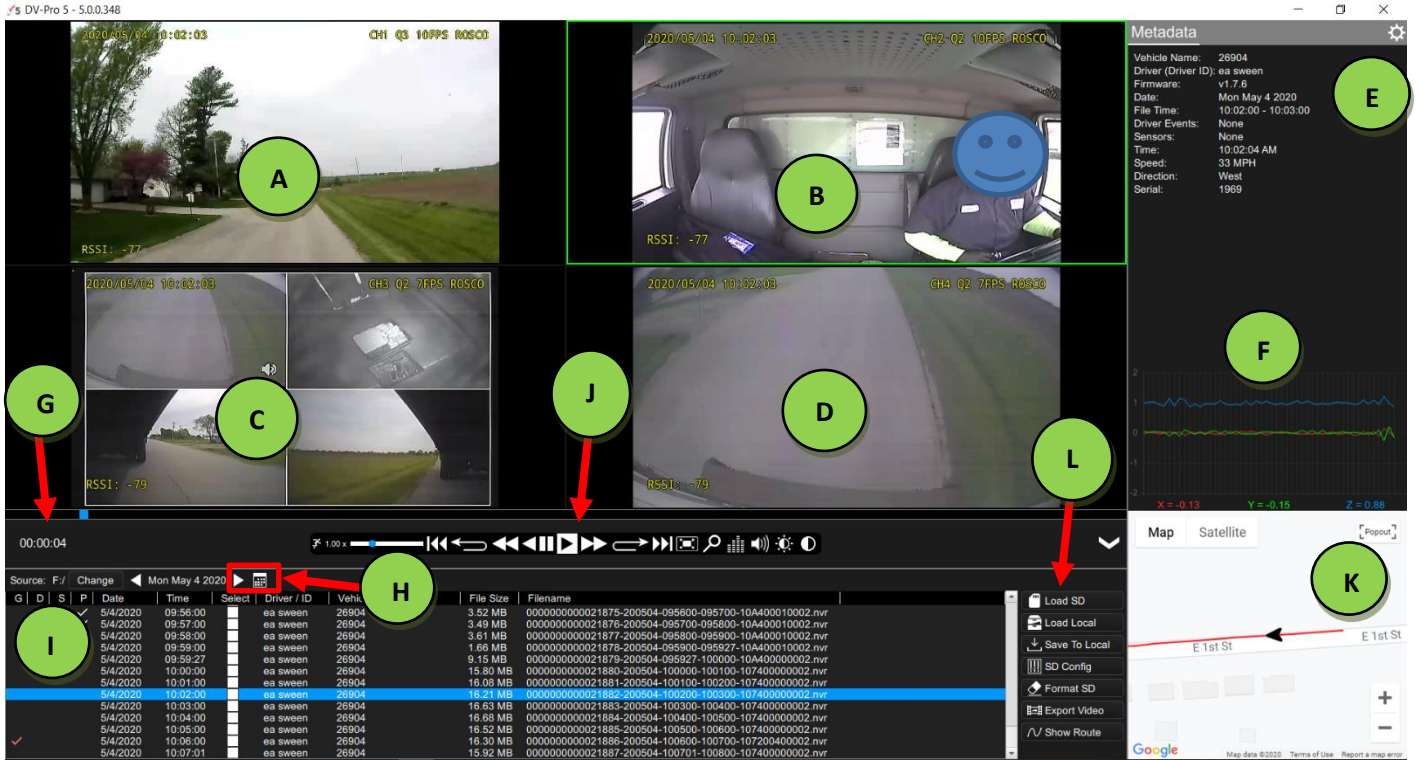 DV-Pro 5 - 5.0.0.348
2020/05/04 10:02:03 CH1 Q3 10FPS ROSCO
A
RSSI: -77
2020/05/04 10:02:03 CH2 Q2 10FPS ROSCO
B
RSSI: -77
Metadata
Vehicle Name: 26904
Driver (Driver ID): ea sween
Firmware: v1.7.6
Date: Mon May 4 2020
File Time: 10:02:00 - 10:03:00
Driver Events: None
Sensors: None
Time: 10:02:04 AM
Speed: 33 MPH
Direction: West
Serial: 1969
E
2020/05/04 10:02:03 CH3 Q2 7FPS ROSCO
C
RSSI: -79
2020/05/04 10:02:03 CH4 Q2 7FPS ROSCO
D
RSSI: -79
F
2
1
0
-1
-2
X = -0.13 Y = -0.15 Z = 0.88
G
J
L
00:00:04
1.00 x
H
Source: F:/ Change Mon May 4 2020
G D S P Date Time Select Driver / ID Vehic File Size Filename
5/4/2020 09:56:00 ea sween 26904 3.52 MB 0000000000021875-200504-095600-095700-10A400010002.nvr
5/4/2020 09:57:00 ea sween 26904 3.49 MB 0000000000021876-200504-095700-095800-10A400010002.nvr
5/4/2020 09:58:00 ea sween 26904 3.61 MB 0000000000021877-200504-095800-095900-10A400010002.nvr
5/4/2020 09:59:00 ea sween 26904 1.66 MB 0000000000021878-200504-095900-095927-10A400010002.nvr
5/4/2020 09:59:27 ea sween 26904 9.15 MB 0000000000021879-200504-095927-100000-10A400000002.nvr
5/4/2020 10:00:00 ea sween 26904 15.80 MB 0000000000021880-200504-100000-100100-107400000002.nvr
5/4/2020 10:01:00 ea sween 26904 16.08 MB 0000000000021881-200504-100100-100200-107400000002.nvr
5/4/2020 10:02:00 ea sween 26904 16.21 MB 0000000000021882-200504-100200-100300-107400000002.nvr
5/4/2020 10:03:00 ea sween 26904 16.63 MB 0000000000021883-200504-100300-100400-107400000002.nvr
5/4/2020 10:04:00 ea sween 26904 16.68 MB 0000000000021884-200504-100400-100500-107400000002.nvr
5/4/2020 10:05:00 ea sween 26904 16.52 MB 0000000000021885-200504-100500-100600-107400000002.nvr
5/4/2020 10:06:00 ea sween 26904 16.30 MB 0000000000021886-200504-100600-100700-107200400002.nvr
5/4/2020 10:07:01 ea sween 26904 15.92 MB 0000000000021887-200504-100701-100800-107400000002.nvr
I
Load SD
Load Local
Save To Local
SD Config
Format SD
Export Video
Show Route
Map Satellite
Popout
K
E 1st St
E 1st St
+
−
Google
Map data ©2020 Terms of Use Report a map error